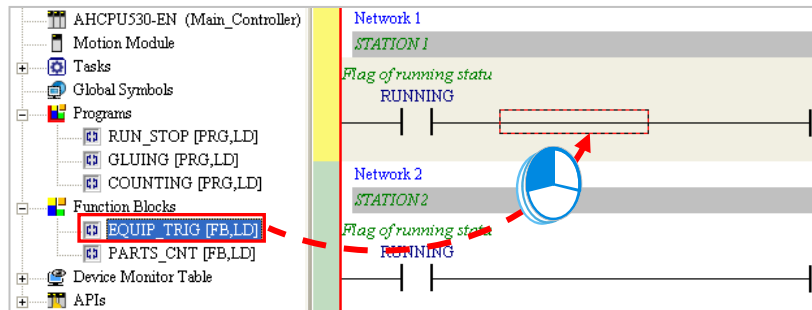 AHCPU530-EN (Main_Controller)
Motion Module
Tasks
Global Symbols
Programs
RUN_STOP [PRG,LD]
GLUING [PRG,LD]
COUNTING [PRG,LD]
Function Blocks
EQUIP_TRIG [FB,LD]
PARTS_CNT [FB,LD]
Device Monitor Table
APIs
Network 1
STATION 1
Flag of running statu
RUNNING
Network 2
STATION 2
Flag of running statu
RUNNING